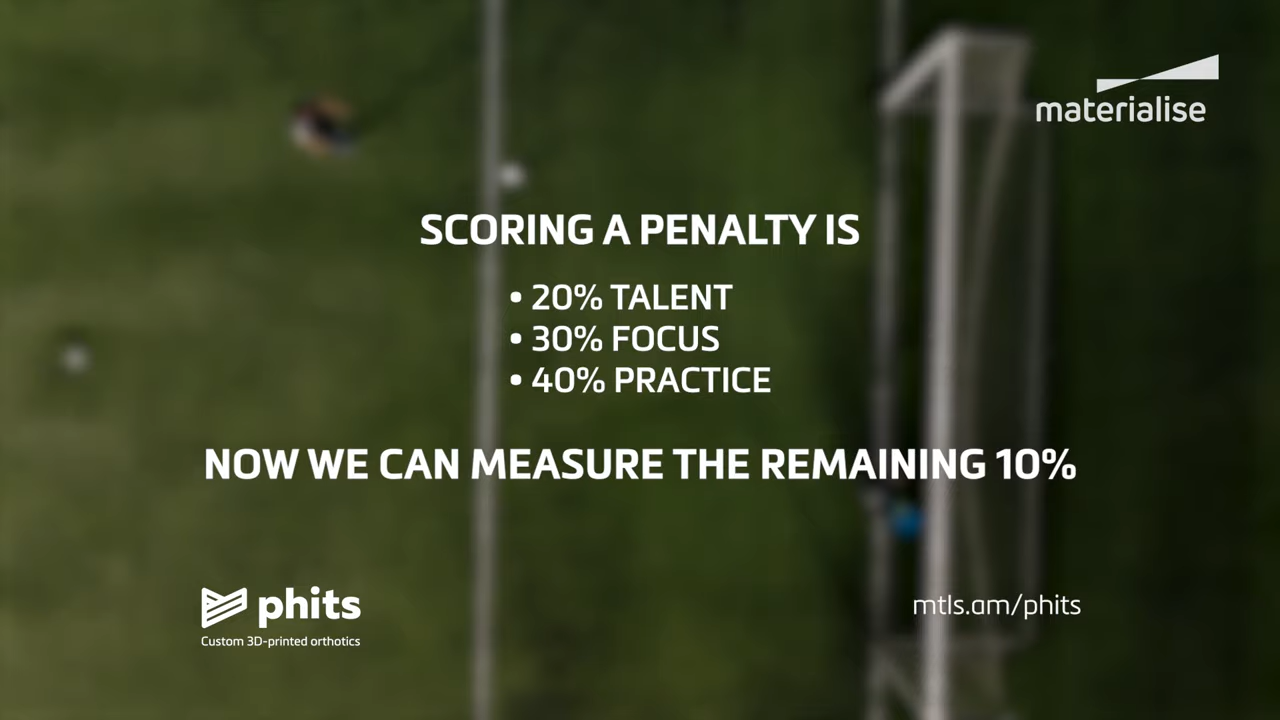 materialise
SCORING A PENALTY IS
• 20% TALENT
• 30% FOCUS
• 40% PRACTICE
NOW WE CAN MEASURE THE REMAINING 10%
phits
Custom 3D-printed orthotics
mtls.am/phits